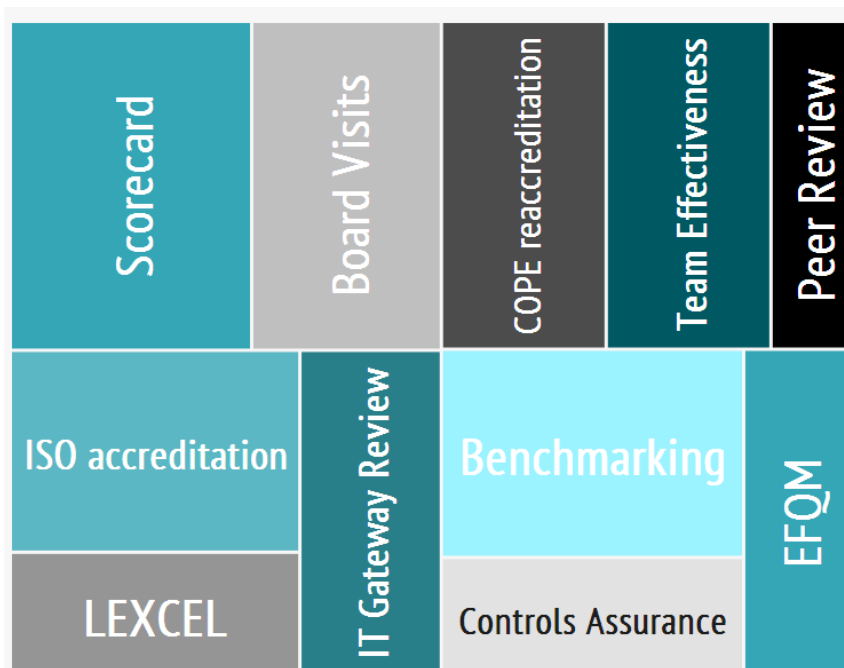 Scorecard
Board Visits
COPE reaccreditation
Team Effectiveness
Peer Review
ISO accreditation
IT Gateway Review
Benchmarking
EFQM
LEXCEL
Controls Assurance